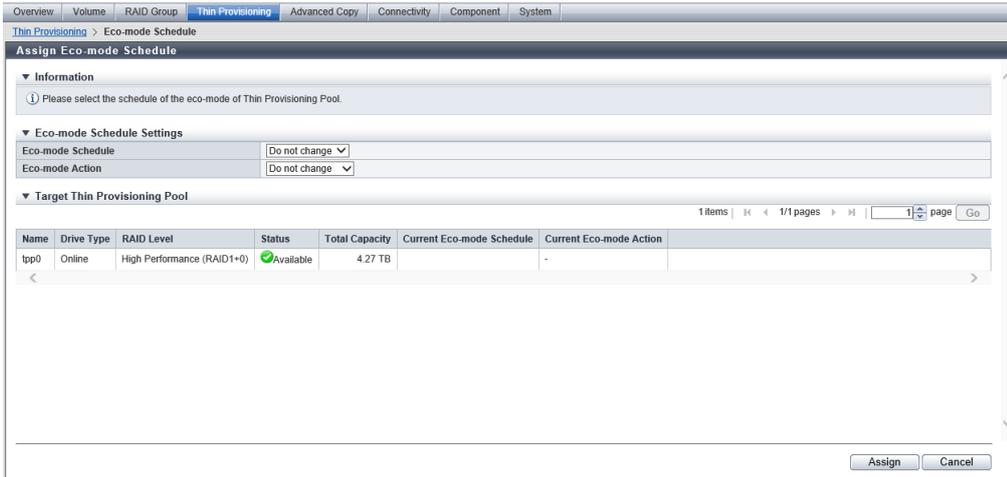 Overview Volume RAID Group Thin Provisioning Advanced Copy Connectivity Component System
Thin Provisioning > Eco-mode Schedule
Assign Eco-mode Schedule
Information
Please select the schedule of the eco-mode of Thin Provisioning Pool.
Eco-mode Schedule Settings
Eco-mode Schedule Do not change
Eco-mode Action Do not change
Target Thin Provisioning Pool
1 items | 1/1 pages | 1 page Go
Name Drive Type RAID Level Status Total Capacity Current Eco-mode Schedule Current Eco-mode Action
tpp0 Online High Performance (RAID1+0) Available 4.27 TB -
Assign Cancel